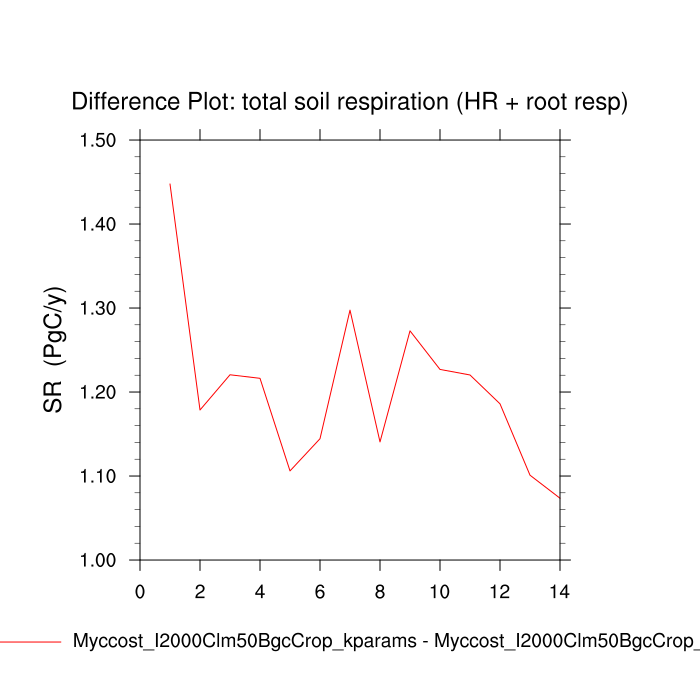 Difference Plot: total soil respiration (HR + root resp)
1.50
1.40
1.30
1.20
1.10
1.00
SR (PgC/y)
0 2 4 6 8 10 12 14
Myccost_I2000Clm50BgcCrop_kparams - Myccost_I2000Clm50BgcCrop_